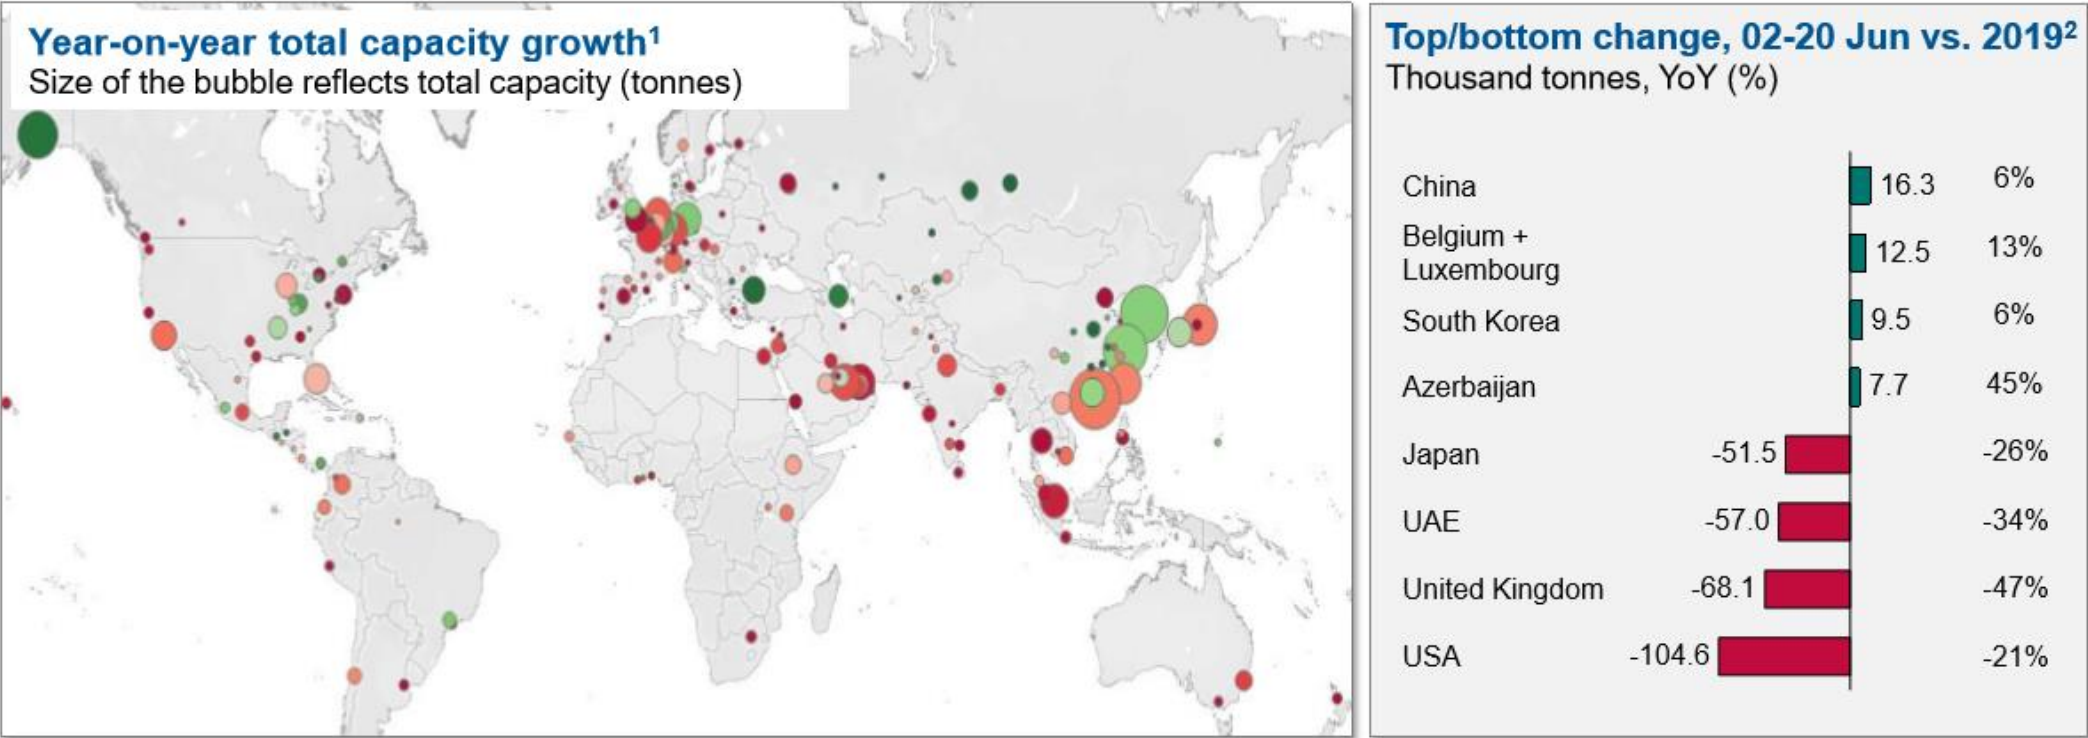 Year-on-year total capacity growth¹
Size of the bubble reflects total capacity (tonnes)
Top/bottom change, 02-20 Jun vs. 2019²
Thousand tonnes, YoY (%)
China 16.3 6%
Belgium +
Luxembourg 12.5 13%
South Korea 9.5 6%
Azerbaijan 7.7 45%
Japan -51.5 -26%
UAE -57.0 -34%
United Kingdom -68.1 -47%
USA -104.6 -21%